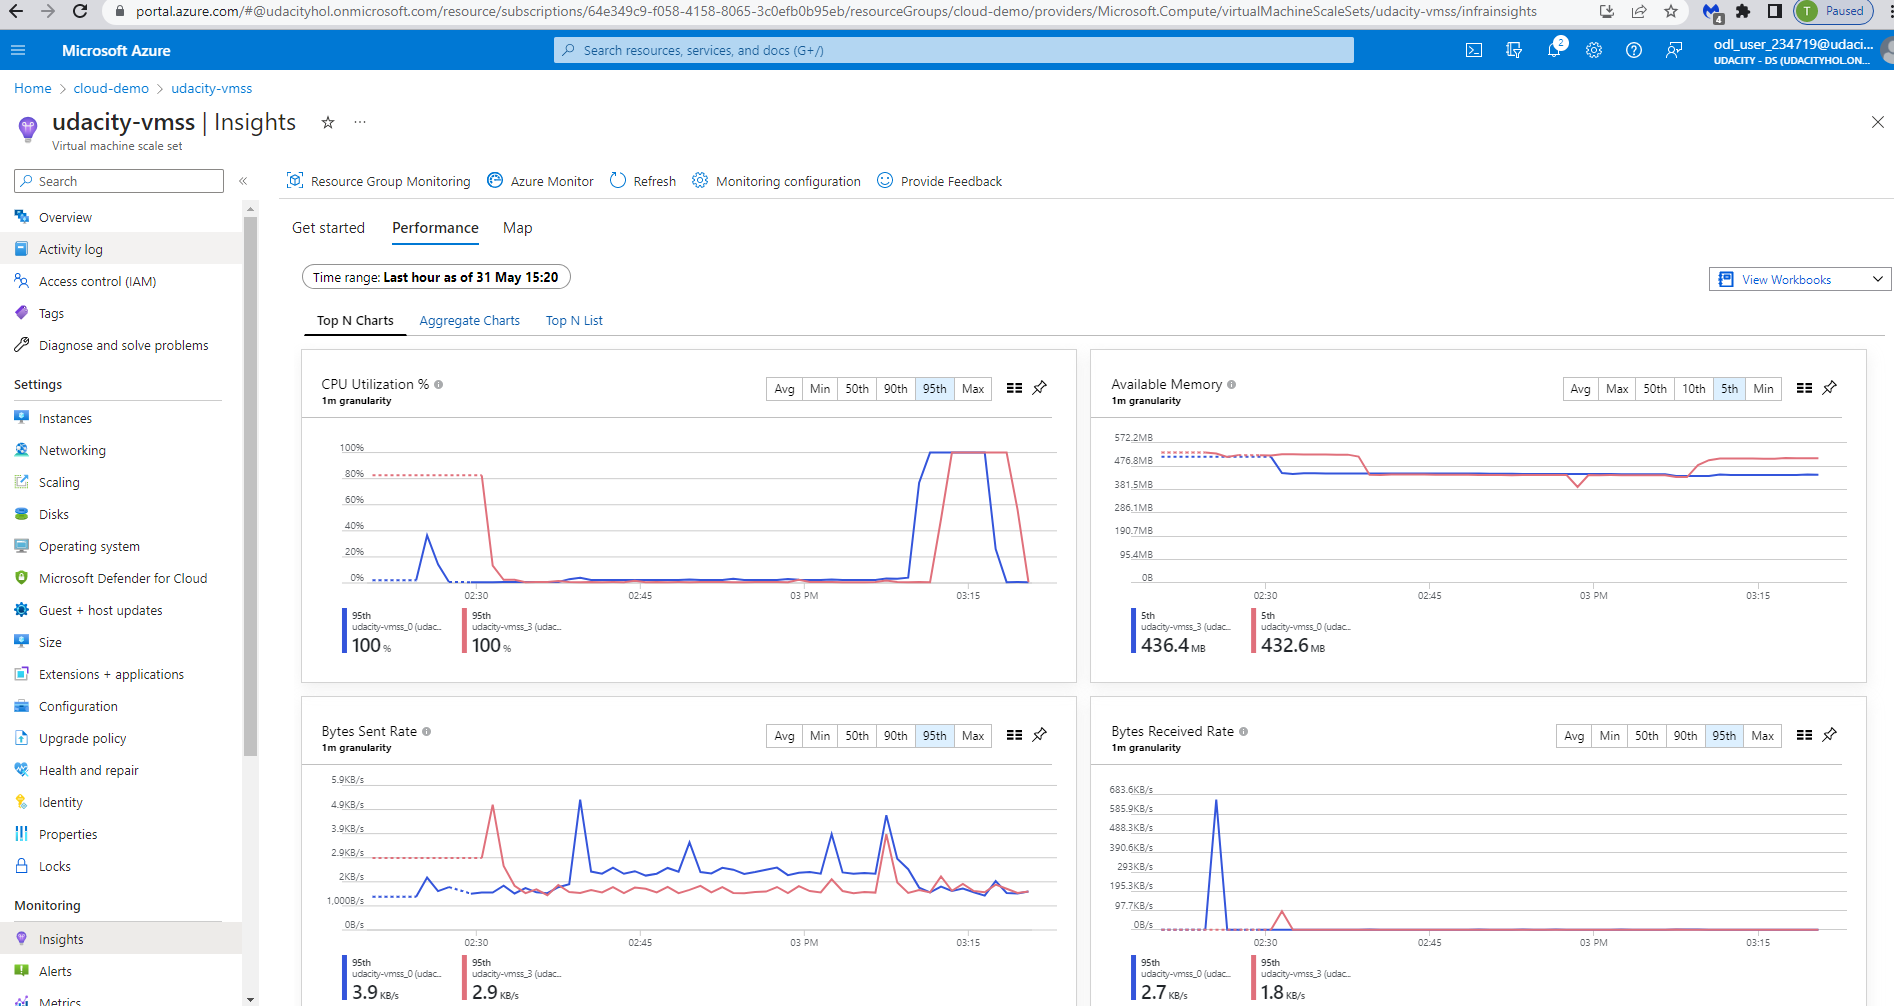 portal.azure.com/#@udacityhol.onmicrosoft.com/resource/subscriptions/64e349c9-f058-4158-8065-3c0efb0b95eb/resourceGroups/cloud-demo/providers/Microsoft.Compute/virtualMachineScaleSets/udacity-vmss/infrainsights
4
T Paused
Microsoft Azure
Search resources, services, and docs (G+/)
2
odl_user_234719@udaci...
UDACITY - DS (UDACITYHOL.ON...
Home > cloud-demo > udacity-vmss
udacity-vmss | Insights ...
Virtual machine scale set
Search
«
Resource Group Monitoring Azure Monitor Refresh Monitoring configuration Provide Feedback
Overview
Activity log
Access control (IAM)
Tags
Diagnose and solve problems
Settings
Instances
Networking
Scaling
Disks
Operating system
Microsoft Defender for Cloud
Guest + host updates
Size
Extensions + applications
Configuration
Upgrade policy
Health and repair
Identity
Properties
Locks
Monitoring
Insights
Alerts
Metrics
Get started Performance Map
Time range: Last hour as of 31 May 15:20
View Workbooks
Top N Charts Aggregate Charts Top N List
CPU Utilization %
1m granularity
Avg Min 50th 90th 95th Max
100%
80%
60%
40%
20%
0%
02:30 02:45 03 PM 03:15
95th
udacity-vmss_0 (udac...
100 %
95th
udacity-vmss_3 (udac...
100 %
Available Memory
1m granularity
Avg Max 50th 10th 5th Min
572.2MB
476.8MB
381.5MB
286.1MB
190.7MB
95.4MB
0B
02:30 02:45 03 PM 03:15
5th
udacity-vmss_3 (udac...
436.4 MB
5th
udacity-vmss_0 (udac...
432.6 MB
Bytes Sent Rate
1m granularity
Avg Min 50th 90th 95th Max
5.9KB/s
4.9KB/s
3.9KB/s
2.9KB/s
2KB/s
1,000B/s
0B/s
02:30 02:45 03 PM 03:15
95th
udacity-vmss_0 (udac...
3.9 KB/s
95th
udacity-vmss_3 (udac...
2.9 KB/s
Bytes Received Rate
1m granularity
Avg Min 50th 90th 95th Max
683.6KB/s
585.9KB/s
488.3KB/s
390.6KB/s
293KB/s
195.3KB/s
97.7KB/s
0B/s
02:30 02:45 03 PM 03:15
95th
udacity-vmss_0 (udac...
2.7 KB/s
95th
udacity-vmss_3 (udac...
1.8 KB/s